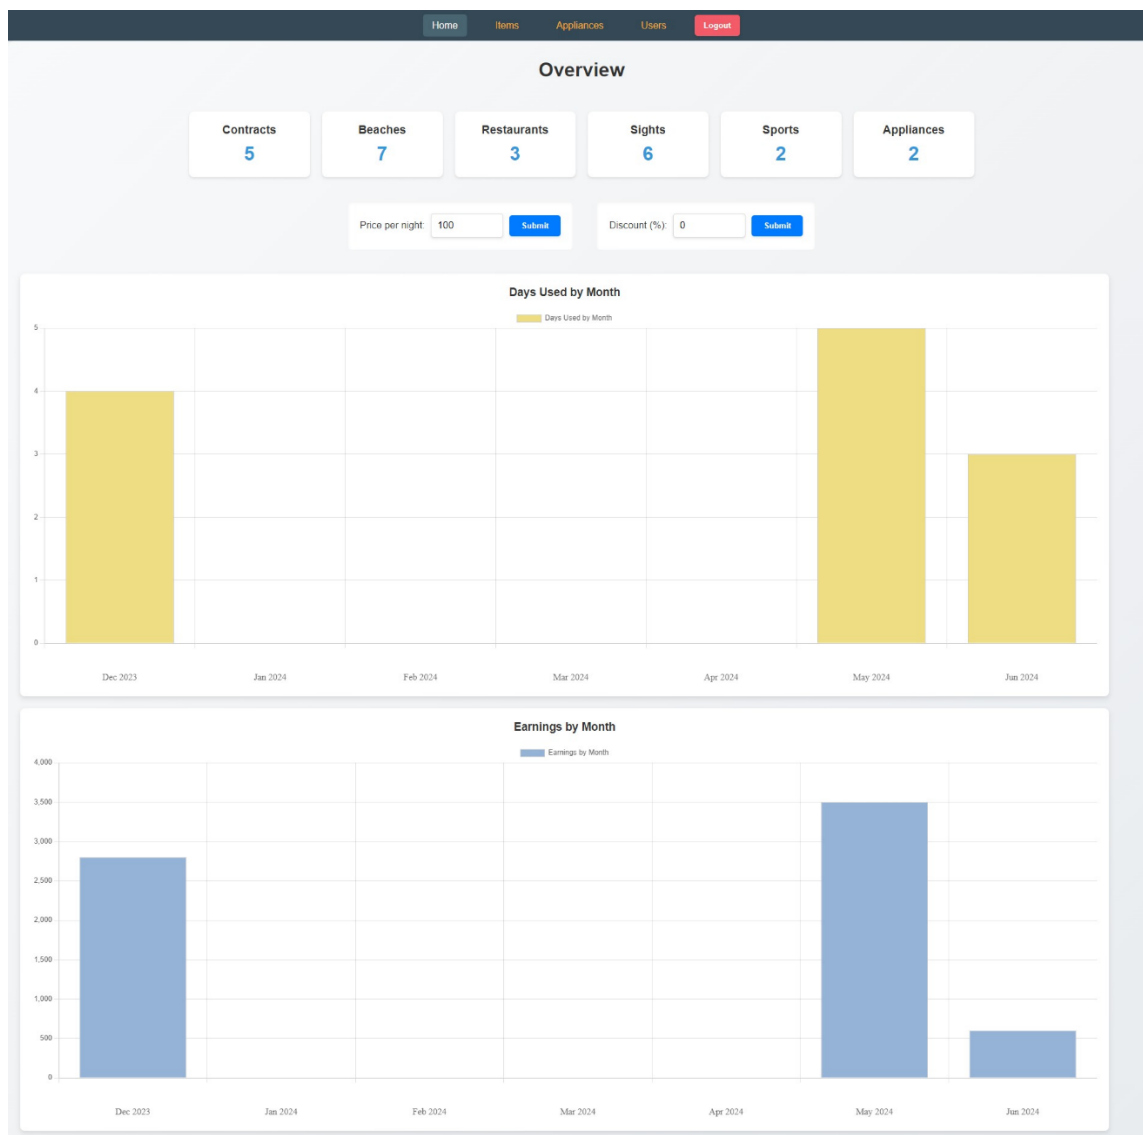 Home Items Appliances Users Logout
Overview
Contracts Beaches Restaurants Sights Sports Appliances
5 7 3 6 2 2
Price per night: 100 Submit Discount (%): 0 Submit
Days Used by Month
Days Used by Month
5
4
3
2
1
0
Dec 2023 Jan 2024 Feb 2024 Mar 2024 Apr 2024 May 2024 Jun 2024
Earnings by Month
Earnings by Month
4,000
3,500
3,000
2,500
2,000
1,500
1,000
500
0
Dec 2023 Jan 2024 Feb 2024 Mar 2024 Apr 2024 May 2024 Jun 2024